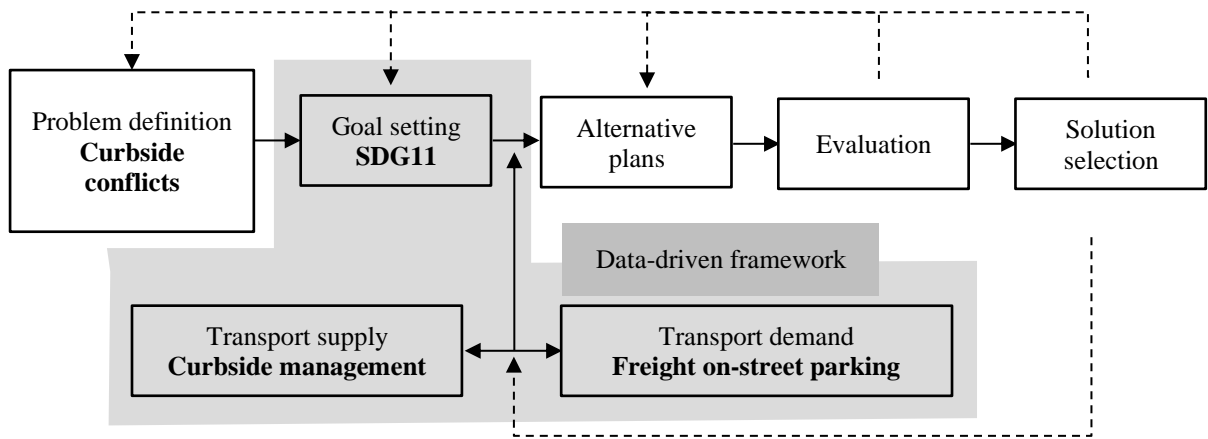 Problem definition
Curbside
conflicts
Goal setting
SDG11
Alternative
plans
Evaluation
Solution
selection
Data-driven framework
Transport supply
Curbside management
Transport demand
Freight on-street parking